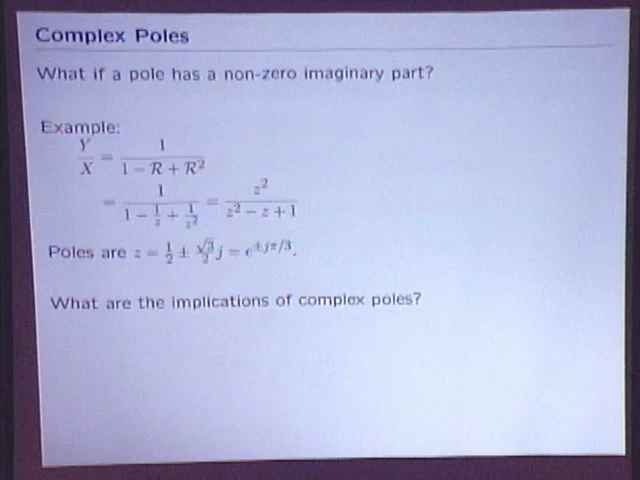 Complex Poles
What if a pole has a non-zero imaginary part?
Example:
Y/X = 1/(1 − R + R²)
= 1/(1 − 1/z + 1/z²) = z²/(z² − z + 1)
Poles are z = 1/2 ± √3/2 j = e^{±jπ/3}.
What are the implications of complex poles?